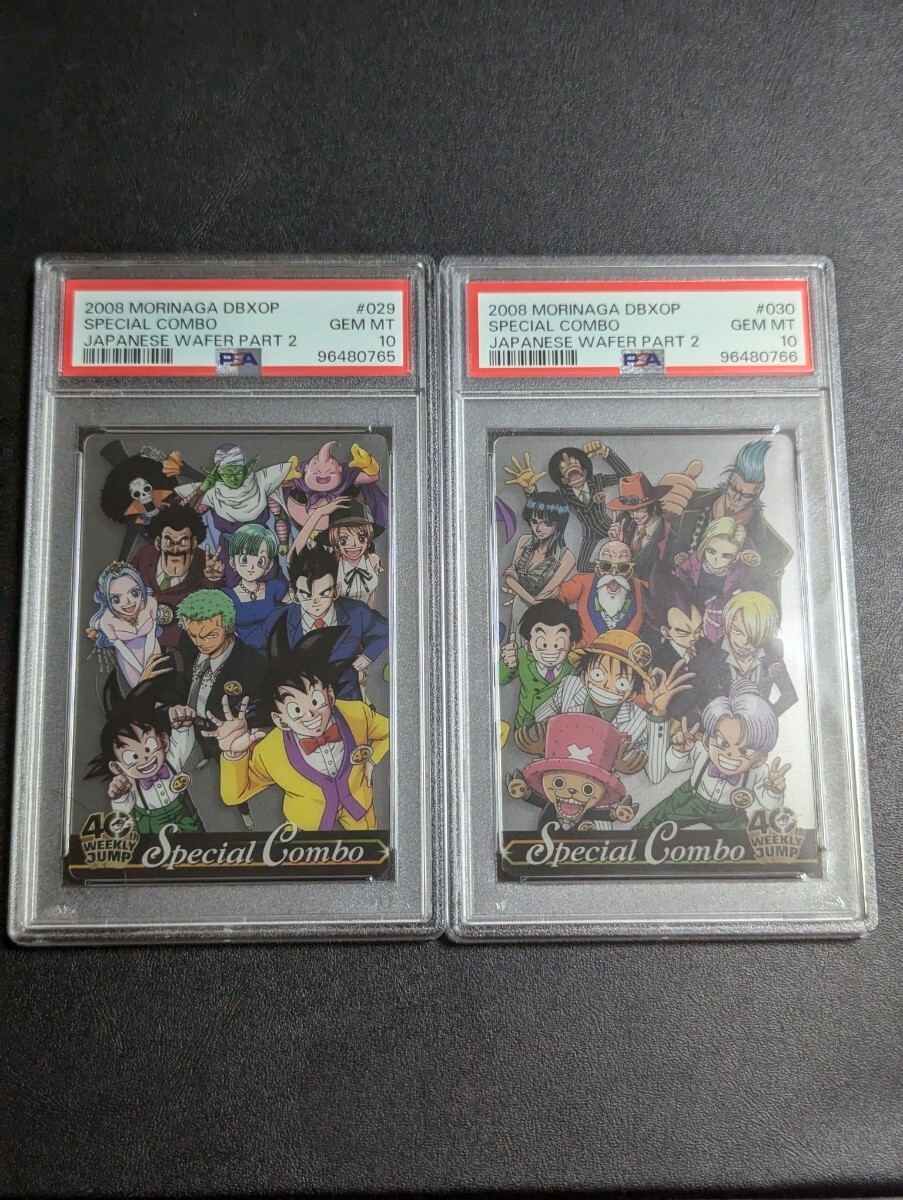 2008 MORINAGA DBXOP #029
SPECIAL COMBO GEM MT
JAPANESE WAFER PART 2 10
PSA 96480765
40th
WEEKLY
JUMP
Special Combo
2008 MORINAGA DBXOP #030
SPECIAL COMBO GEM MT
JAPANESE WAFER PART 2 10
PSA 96480766
Special Combo
40th
WEEKLY
JUMP